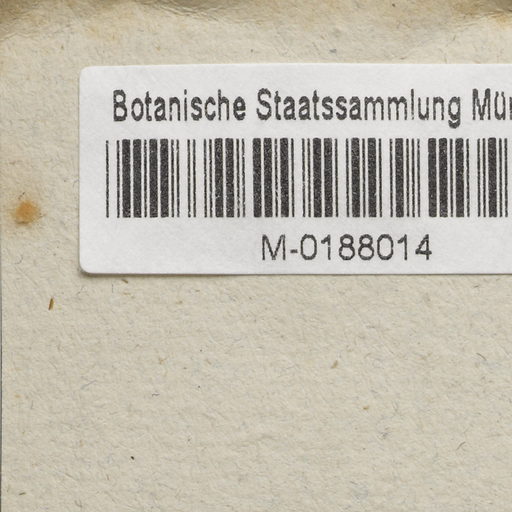 Botanische Staatssammlung Mün
M-0188014